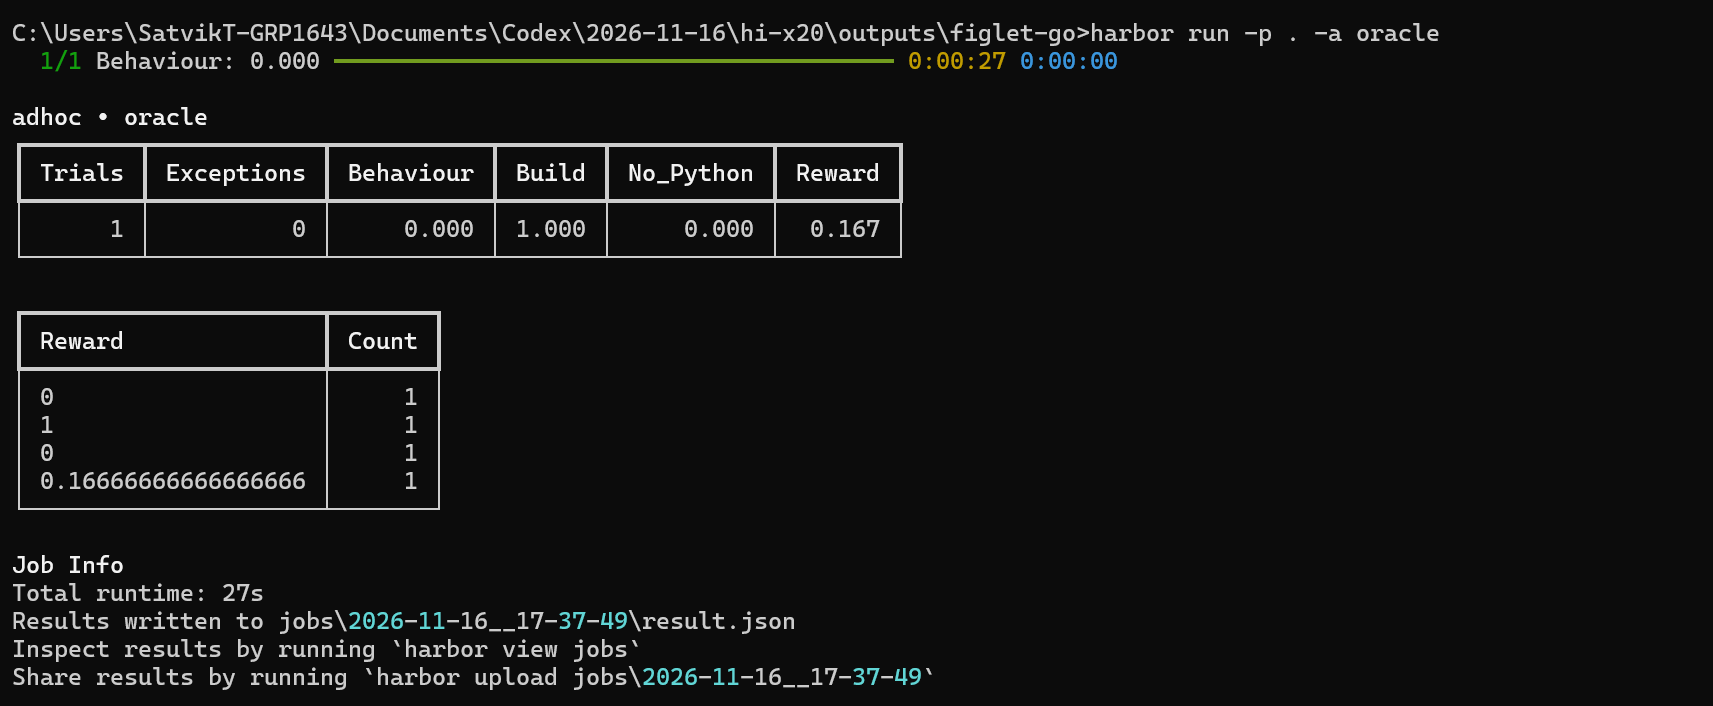 C:\Users\SatvikT-GRP1643\Documents\Codex\2026-11-16\hi-x20\outputs\figlet-go>harbor run -p . -a oracle
1/1 Behaviour: 0.000 0:00:27 0:00:00
adhoc • oracle
Trials Exceptions Behaviour Build No_Python Reward
1 0 0.000 1.000 0.000 0.167
Reward Count
0 1
1 1
0 1
0.16666666666666666 1
Job Info
Total runtime: 27s
Results written to jobs\2026-11-16__17-37-49\result.json
Inspect results by running `harbor view jobs`
Share results by running `harbor upload jobs\2026-11-16__17-37-49`